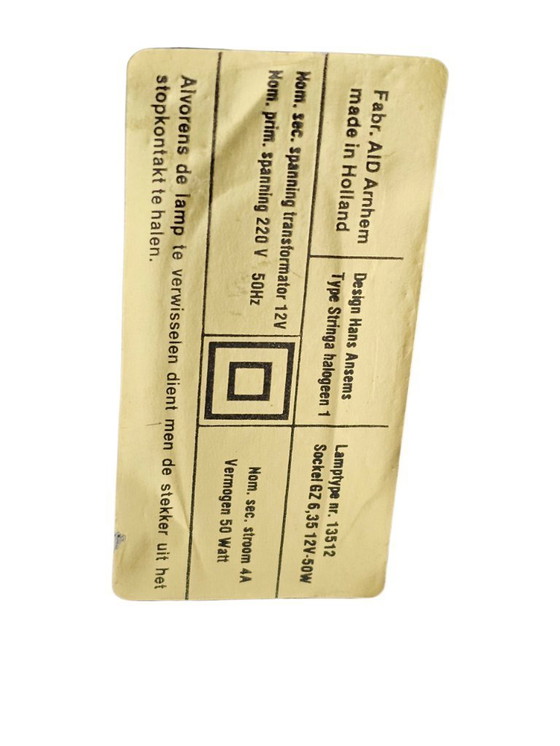 Fabr. AID Arnhem
made in Holland
Design Hans Ansems
Type Stringa halogeen 1
Lamptype nr. 13512
Sockel GZ 6,35 12V-50W
Nom. sec. spanning transformator 12V
Nom. prim. spanning 220 V 50Hz
Nom. sec. stroom 4A
Vermogen 50 Watt
Alvorens de lamp te verwisselen dient men de stekker uit het
stopkontakt te halen.